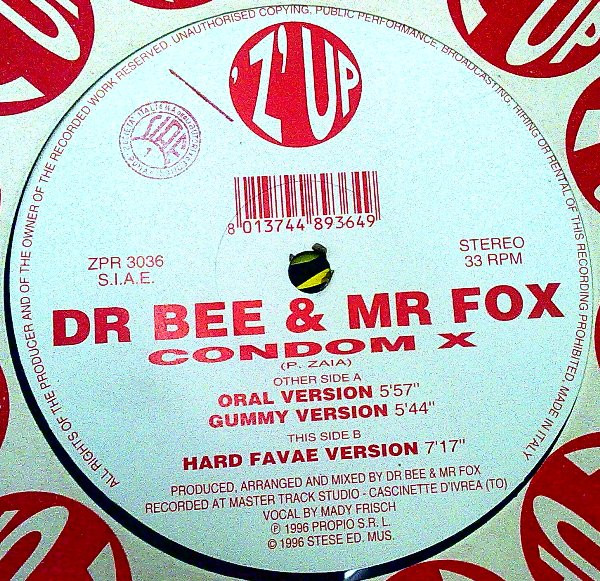 ALL RIGHTS OF THE PRODUCER AND OF THE OWNER OF THE RECORDED WORK RESERVED. UNAUTHORISED COPYING, PUBLIC PERFORMANCE, BROADCASTING, HIRING OR RENTAL OF THIS RECORDING PROHIBITED. MADE IN ITALY
'Z' UP
8 013744 893649
ZPR 3036
S.I.A.E.
STEREO
33 RPM
DR BEE & MR FOX
CONDOM X
(P. ZAIA)
OTHER SIDE A
ORAL VERSION 5'57"
GUMMY VERSION 5'44"
THIS SIDE B
HARD FAVAE VERSION 7'17"
PRODUCED, ARRANGED AND MIXED BY DR BEE & MR FOX
RECORDED AT MASTER TRACK STUDIO - CASCINETTE D'IVREA (TO)
VOCAL BY MADY FRISCH
℗ 1996 PROPIO S.R.L.
© 1996 STESE ED. MUS.
UP